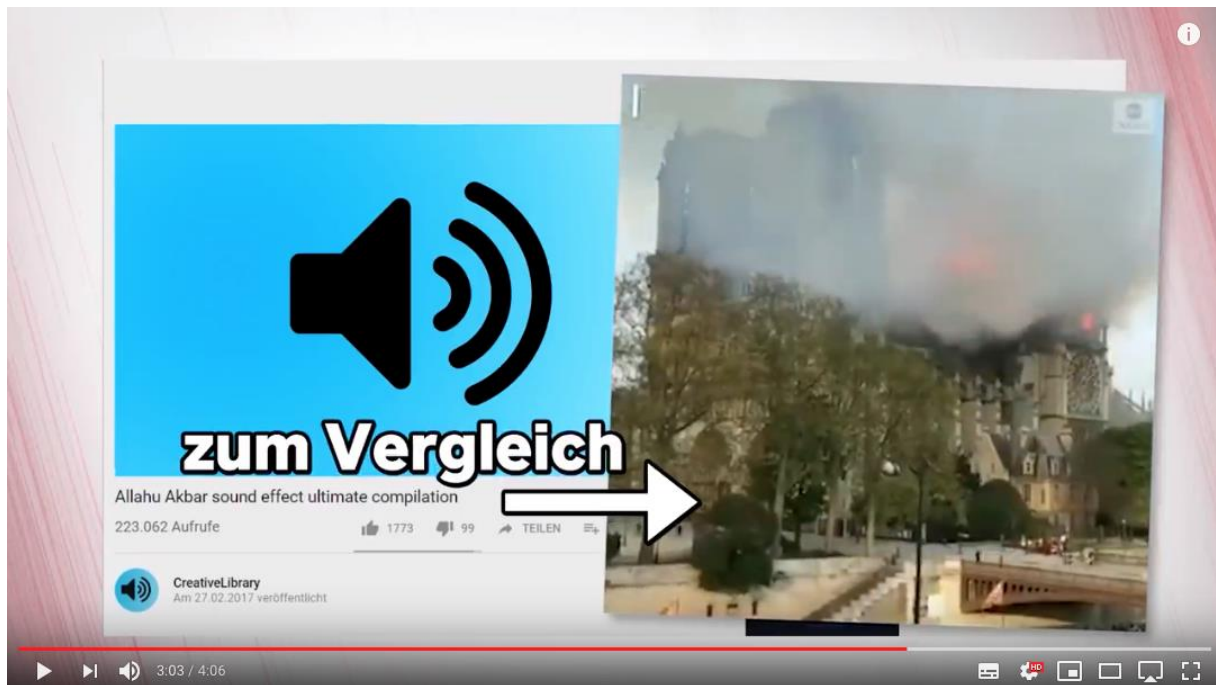 zum Vergleich
Allahu Akbar sound effect ultimate compilation
223.062 Aufrufe
1773
99
TEILEN
CreativeLibrary
Am 27.02.2017 veröffentlicht
3:03 / 4:06
HD